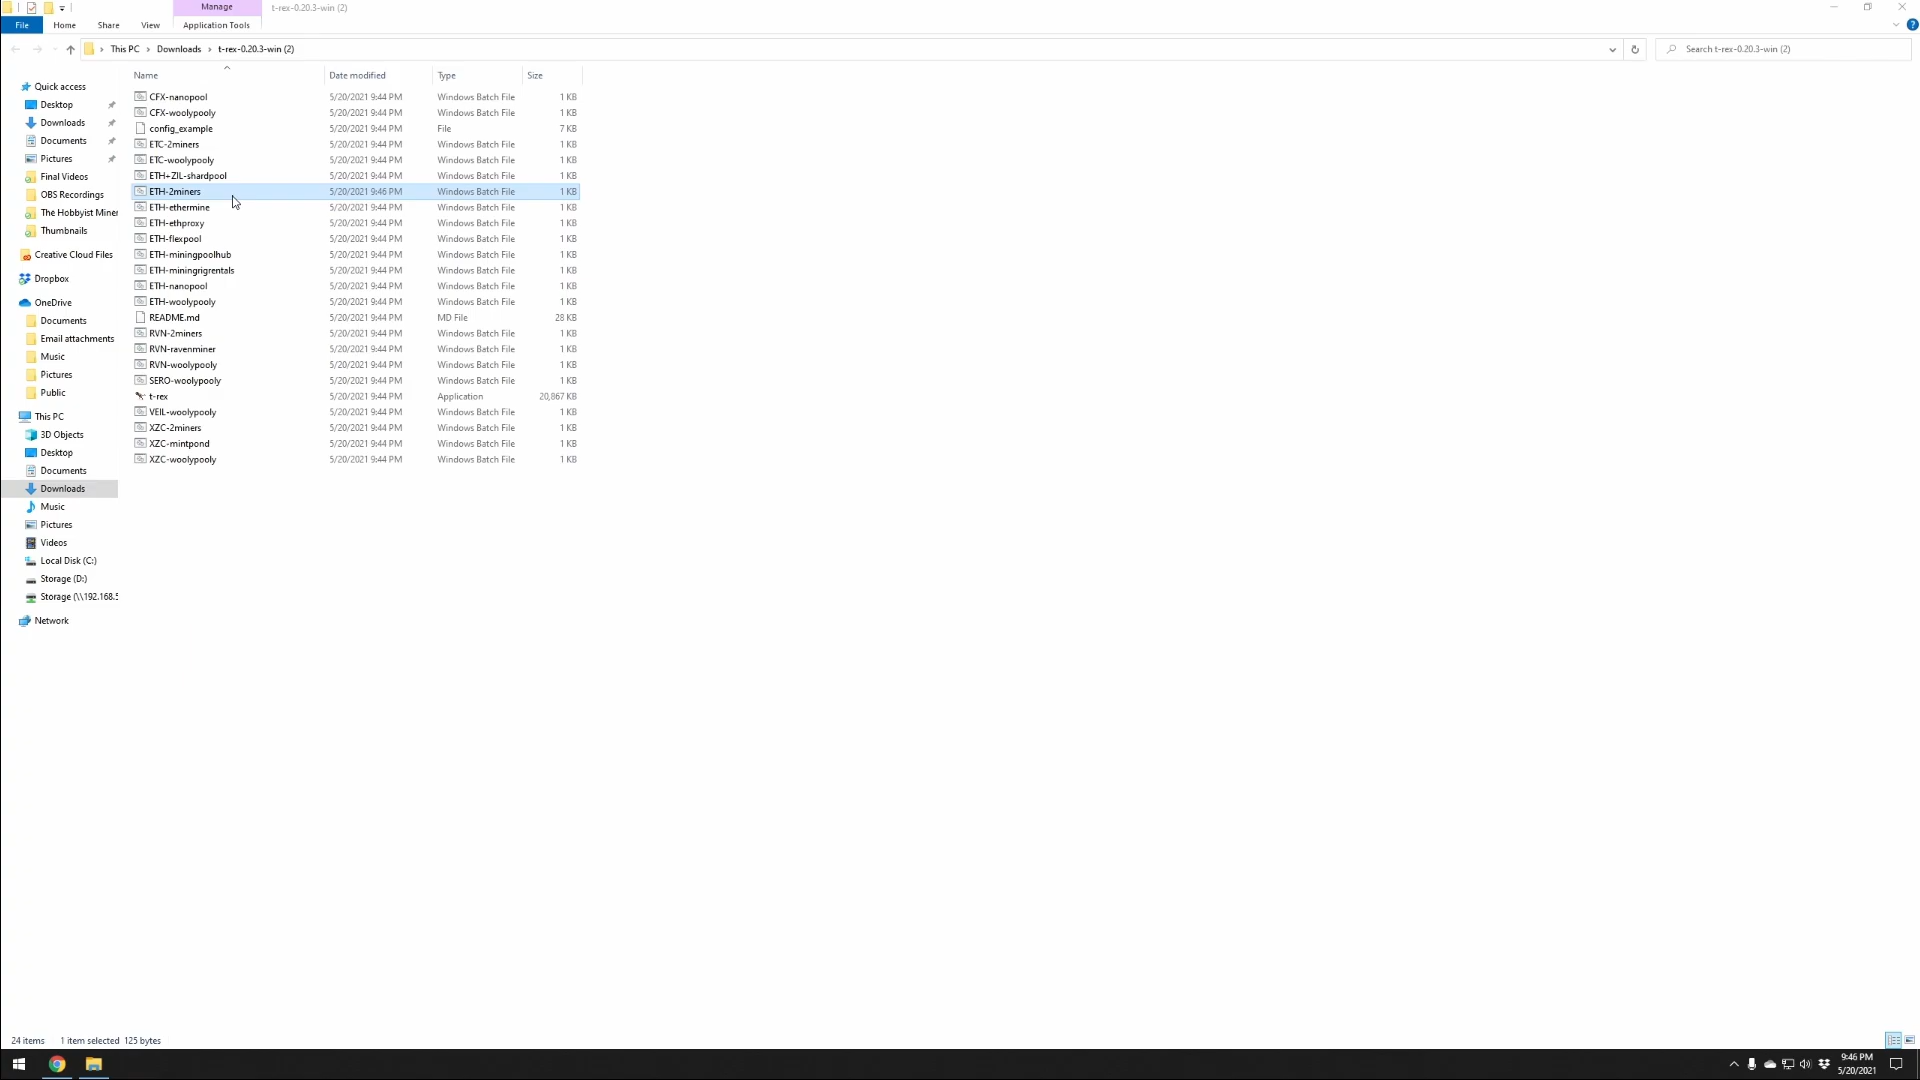 Manage
t-rex-0.20.3-win (2)
File
Home
Share
View
Application Tools
This PC
Downloads
t-rex-0.20.3-win (2)
Search t-rex-0.20.3-win (2)
Name
Date modified
Type
Size
Quick access
Desktop
Downloads
Documents
Pictures
Final Videos
OBS Recordings
The Hobbyist Miner
Thumbnails
Creative Cloud Files
Dropbox
OneDrive
Documents
Email attachments
Music
Pictures
Public
This PC
3D Objects
Desktop
Documents
Downloads
Music
Pictures
Videos
Local Disk (C:)
Storage (D:)
Storage (\\192.168.5
Network
CFX-nanopool 5/20/2021 9:44 PM Windows Batch File 1 KB
CFX-woolypooly 5/20/2021 9:44 PM Windows Batch File 1 KB
config_example 5/20/2021 9:44 PM File 7 KB
ETC-2miners 5/20/2021 9:44 PM Windows Batch File 1 KB
ETC-woolypooly 5/20/2021 9:44 PM Windows Batch File 1 KB
ETH+ZIL-shardpool 5/20/2021 9:44 PM Windows Batch File 1 KB
ETH-2miners 5/20/2021 9:46 PM Windows Batch File 1 KB
ETH-ethermine 5/20/2021 9:44 PM Windows Batch File 1 KB
ETH-ethproxy 5/20/2021 9:44 PM Windows Batch File 1 KB
ETH-flexpool 5/20/2021 9:44 PM Windows Batch File 1 KB
ETH-miningpoolhub 5/20/2021 9:44 PM Windows Batch File 1 KB
ETH-miningrigrentals 5/20/2021 9:44 PM Windows Batch File 1 KB
ETH-nanopool 5/20/2021 9:44 PM Windows Batch File 1 KB
ETH-woolypooly 5/20/2021 9:44 PM Windows Batch File 1 KB
README.md 5/20/2021 9:44 PM MD File 28 KB
RVN-2miners 5/20/2021 9:44 PM Windows Batch File 1 KB
RVN-ravenminer 5/20/2021 9:44 PM Windows Batch File 1 KB
RVN-woolypooly 5/20/2021 9:44 PM Windows Batch File 1 KB
SERO-woolypooly 5/20/2021 9:44 PM Windows Batch File 1 KB
t-rex 5/20/2021 9:44 PM Application 20,867 KB
VEIL-woolypooly 5/20/2021 9:44 PM Windows Batch File 1 KB
XZC-2miners 5/20/2021 9:44 PM Windows Batch File 1 KB
XZC-mintpond 5/20/2021 9:44 PM Windows Batch File 1 KB
XZC-woolypooly 5/20/2021 9:44 PM Windows Batch File 1 KB
24 items 1 item selected 125 bytes
9:46 PM
5/20/2021